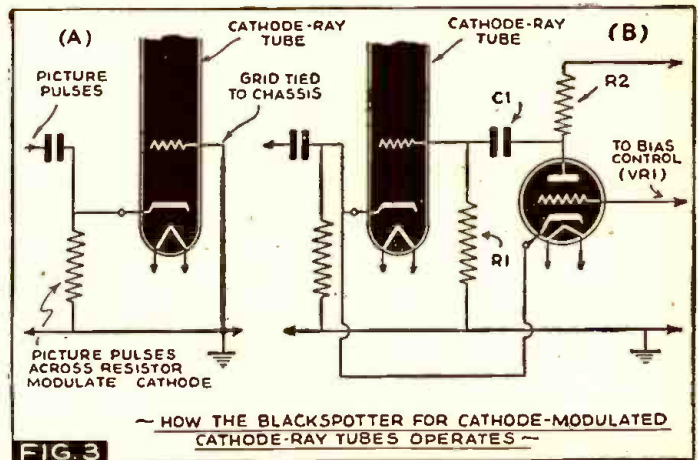 (A)
CATHODE-RAY
TUBE
PICTURE
PULSES
GRID TIED
TO CHASSIS
PICTURE PULSES
ACROSS RESISTOR
MODULATE CATHODE
CATHODE-RAY
TUBE
(B)
C1
R2
TO BIAS
CONTROL
(VR1)
R1
~ HOW THE BLACKSPOTTER FOR CATHODE-MODULATED
CATHODE-RAY TUBES OPERATES ~
FIG. 3